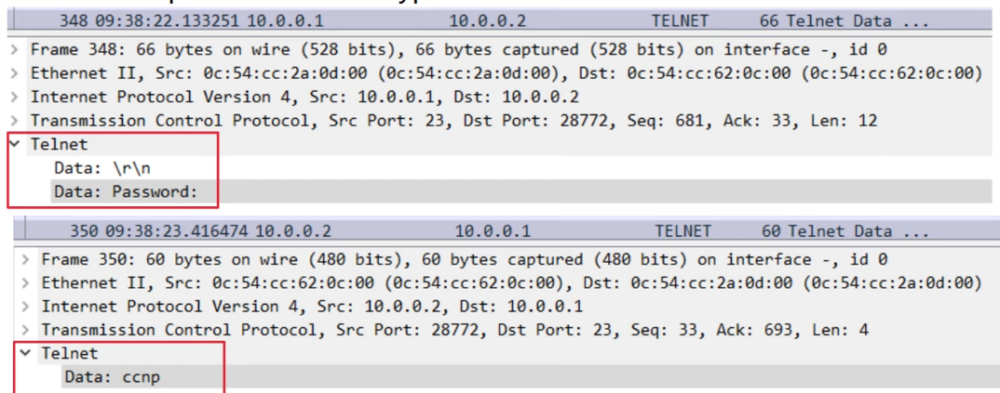 348 09:38:22.133251 10.0.0.1 10.0.0.2 TELNET 66 Telnet Data ...
> Frame 348: 66 bytes on wire (528 bits), 66 bytes captured (528 bits) on interface -, id 0
> Ethernet II, Src: 0c:54:cc:2a:0d:00 (0c:54:cc:2a:0d:00), Dst: 0c:54:cc:62:0c:00 (0c:54:cc:62:0c:00)
> Internet Protocol Version 4, Src: 10.0.0.1, Dst: 10.0.0.2
> Transmission Control Protocol, Src Port: 23, Dst Port: 28772, Seq: 681, Ack: 33, Len: 12
Telnet
Data: \r\n
Data: Password:
350 09:38:23.416474 10.0.0.2 10.0.0.1 TELNET 60 Telnet Data ...
> Frame 350: 60 bytes on wire (480 bits), 60 bytes captured (480 bits) on interface -, id 0
> Ethernet II, Src: 0c:54:cc:62:0c:00 (0c:54:cc:62:0c:00), Dst: 0c:54:cc:2a:0d:00 (0c:54:cc:2a:0d:00)
> Internet Protocol Version 4, Src: 10.0.0.2, Dst: 10.0.0.1
> Transmission Control Protocol, Src Port: 28772, Dst Port: 23, Seq: 33, Ack: 693, Len: 4
Telnet
Data: ccnp